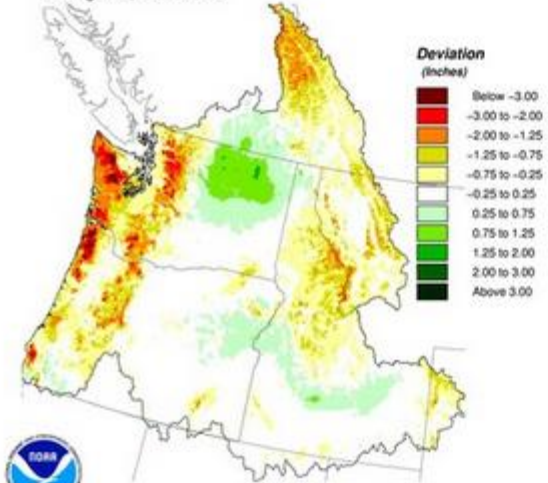 Deviation
(Inches)
Below -3.00
-3.00 to -2.00
-2.00 to -1.25
-1.25 to -0.75
-0.75 to -0.25
-0.25 to 0.25
0.25 to 0.75
0.75 to 1.25
1.25 to 2.00
2.00 to 3.00
Above 3.00
NOAA